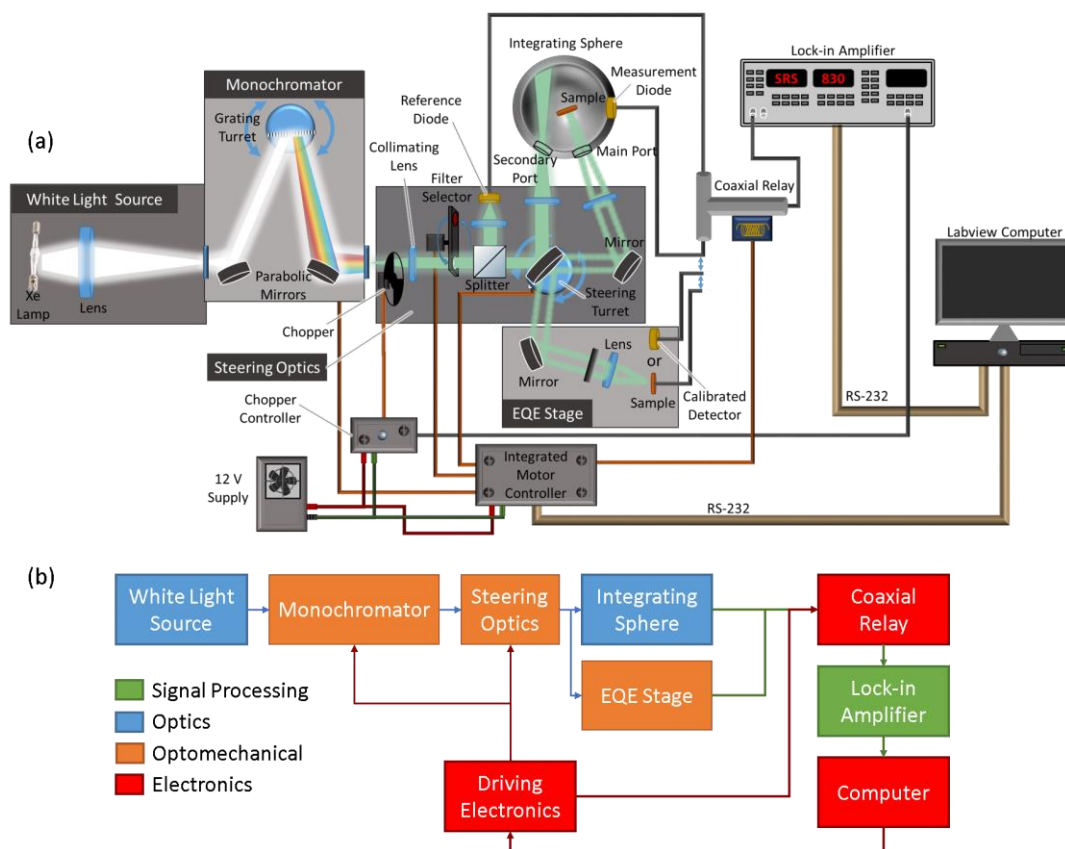 (a)
White Light Source
Xe
Lamp
Lens
Monochromator
Grating
Turret
Parabolic
Mirrors
Collimating
Lens
Filter
Selector
Reference
Diode
Splitter
Chopper
Steering Optics
Integrating Sphere
Sample
Measurement
Diode
Secondary
Port
Main Port
Mirror
Steering
Turret
Mirror
Lens
or
Sample
Calibrated
Detector
EQE Stage
Coaxial Relay
Lock-in Amplifier
SRS
830
Labview Computer
RS-232
RS-232
Chopper
Controller
12 V
Supply
Integrated
Motor
Controller
(b)
White Light
Source
Monochromator
Steering
Optics
Integrating
Sphere
EQE Stage
Coaxial
Relay
Lock-in
Amplifier
Computer
Driving
Electronics
Signal Processing
Optics
Optomechanical
Electronics